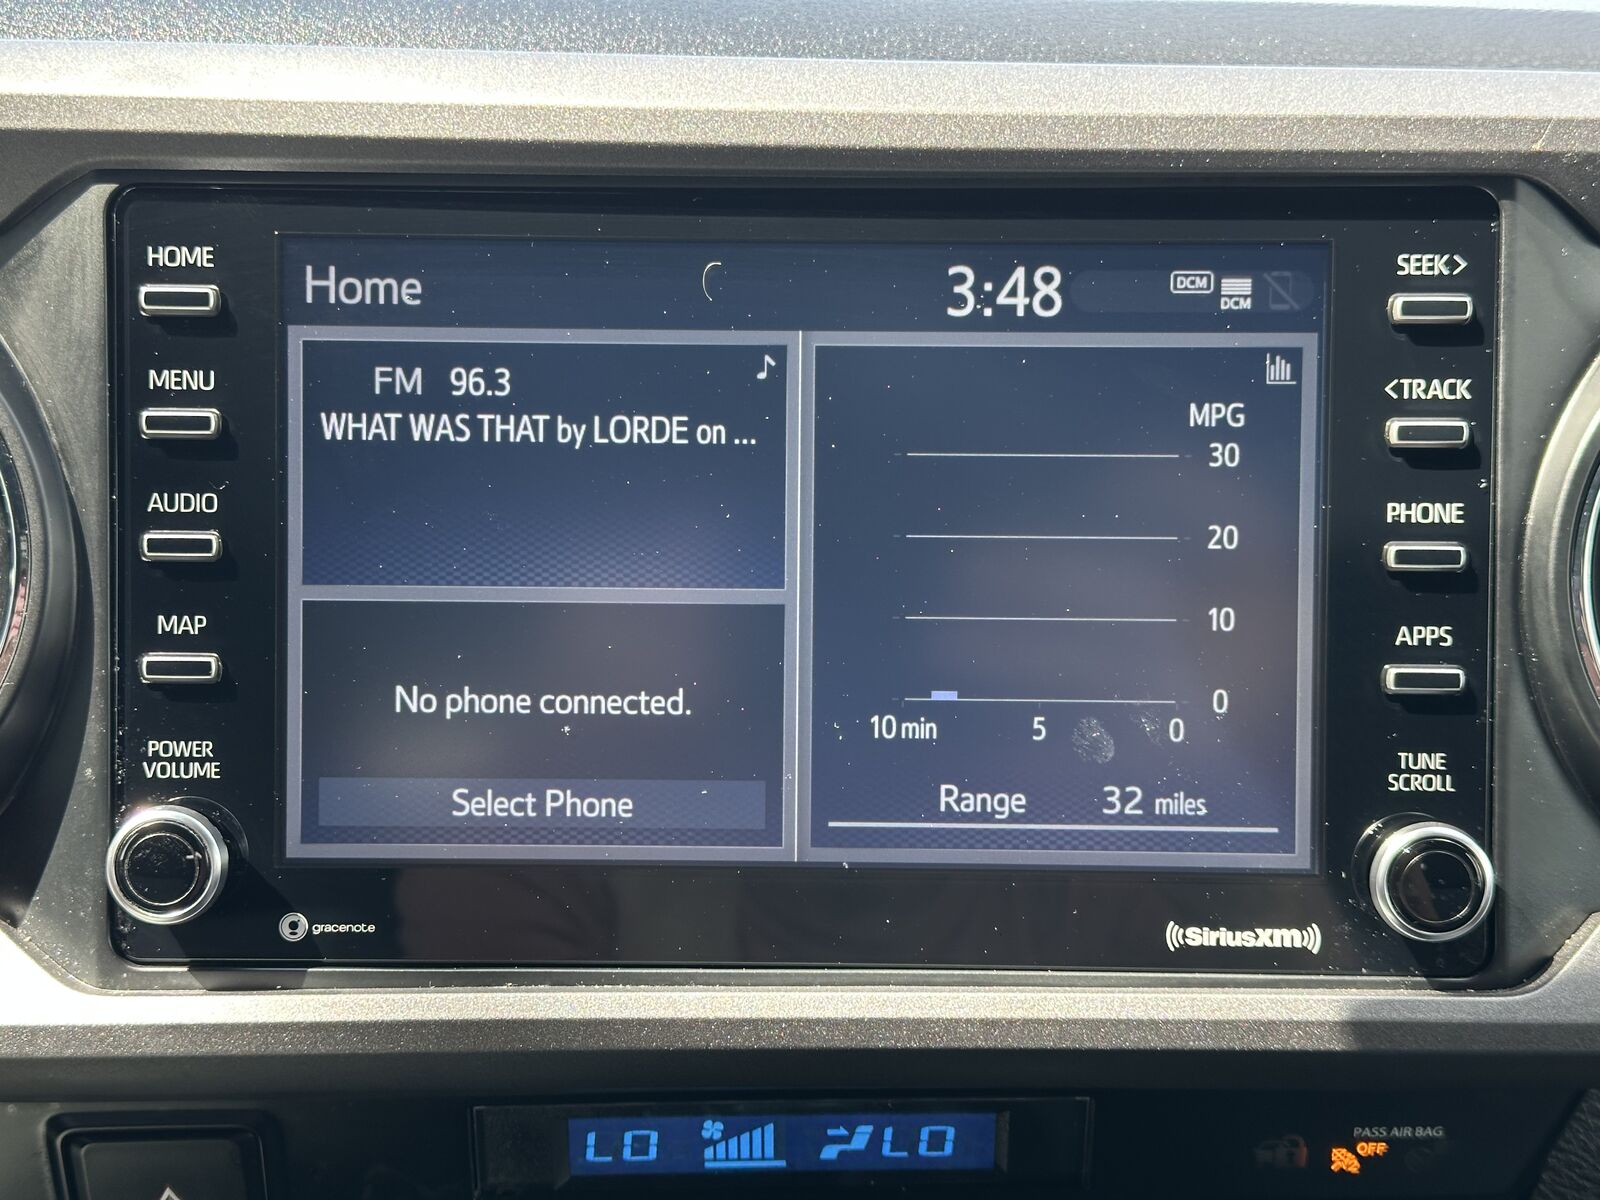 HOME
MENU
AUDIO
MAP
POWER
VOLUME
Home
3:48
DCM
DCM
FM 96.3
WHAT WAS THAT by LORDE on ...
No phone connected.
Select Phone
MPG
30
20
10
0
10 min 5 0
Range 32 miles
SEEK>
<TRACK
PHONE
APPS
TUNE
SCROLL
gracenote
((SiriusXM))
LO LO
PASS AIR BAG
OFF
2